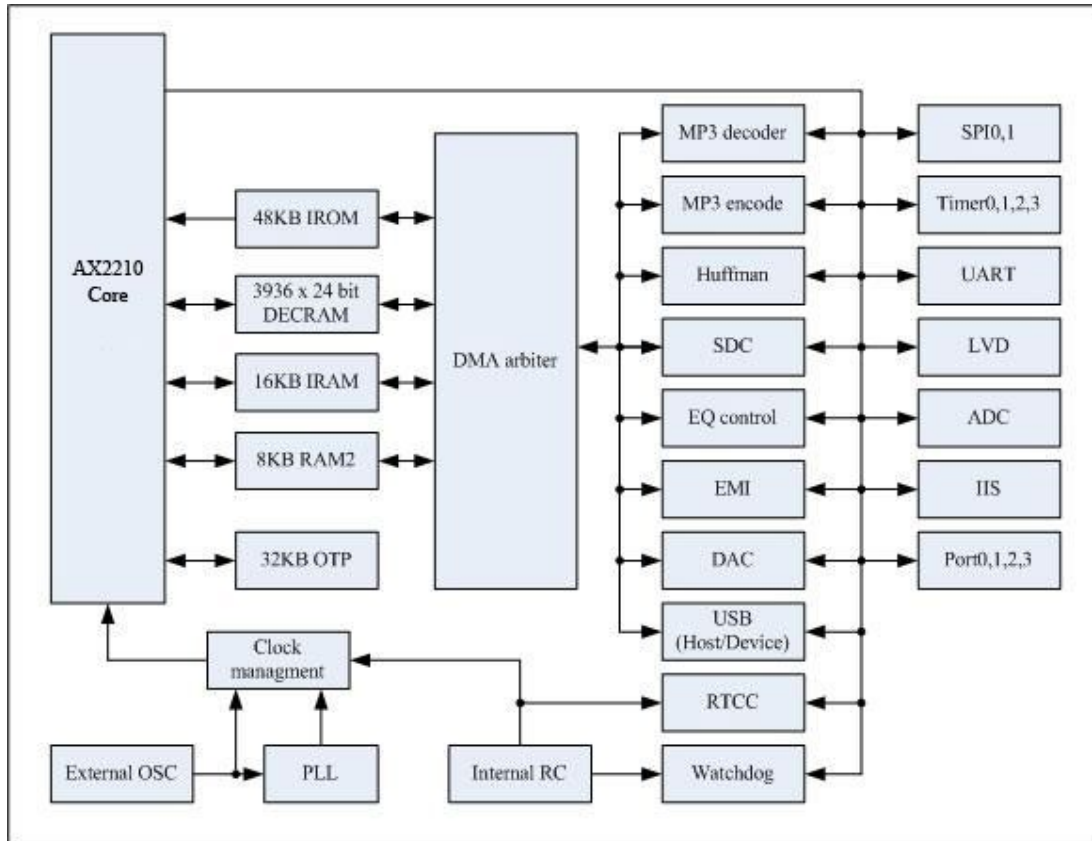 AX2210
Core
48KB IROM
3936 x 24 bit
DECRAM
16KB IRAM
8KB RAM2
32KB OTP
Clock
managment
External OSC
PLL
Internal RC
DMA arbiter
MP3 decoder
MP3 encode
Huffman
SDC
EQ control
EMI
DAC
USB
(Host/Device)
RTCC
Watchdog
SPI0,1
Timer0,1,2,3
UART
LVD
ADC
IIS
Port0,1,2,3